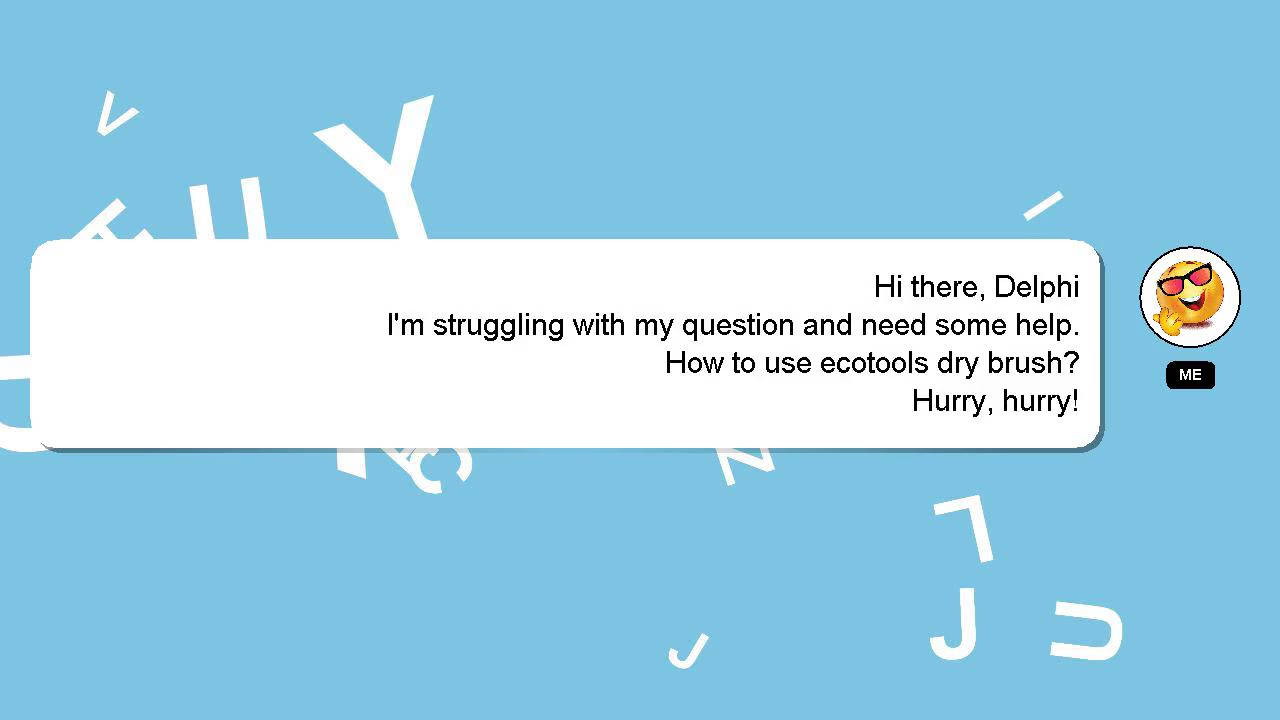 Hi there, Delphi
I'm struggling with my question and need some help.
How to use ecotools dry brush?
Hurry, hurry!
ME
V
U
Y
I
N
J
J
U